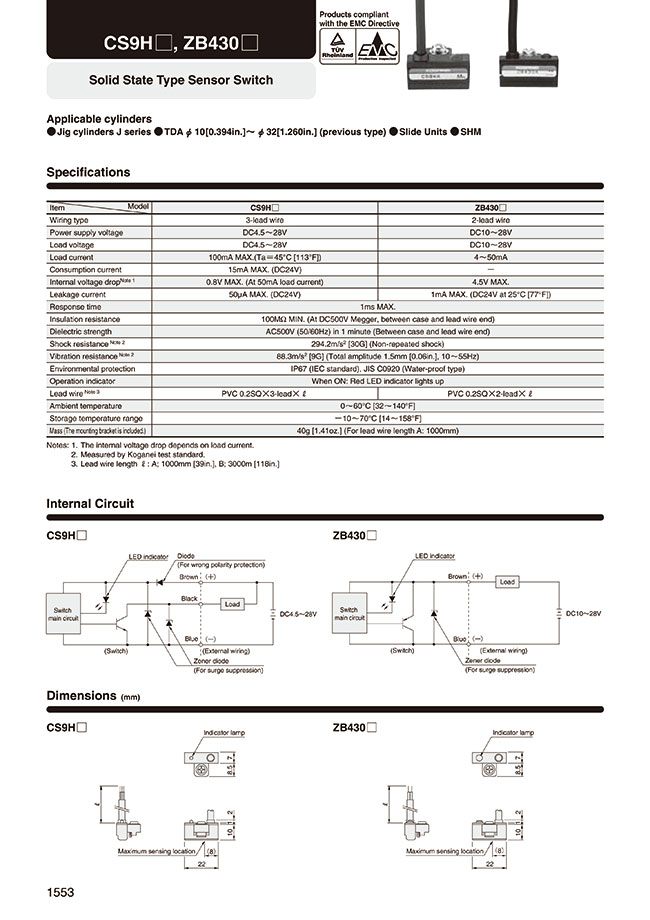 CS9H□, ZB430□
Products compliant
with the EMC Directive
TÜV
Rheinland
EMC
Production Inspected
CS9HA
ZB430A
Solid State Type Sensor Switch
Applicable cylinders
●Jig cylinders J series ●TDA φ 10[0.394in.]～ φ 32[1.260in.] (previous type) ●Slide Units ●SHM
Specifications
Item Model CS9H□ ZB430□
Wiring type 3-lead wire 2-lead wire
Power supply voltage DC4.5～28V DC10～28V
Load voltage DC4.5～28V DC10～28V
Load current 100mA MAX.(Ta＝45°C [113°F]) 4～50mA
Consumption current 15mA MAX. (DC24V) －
Internal voltage drop Note 1 0.8V MAX. (At 50mA load current) 4.5V MAX.
Leakage current 50μA MAX. (DC24V) 1mA MAX. (DC24V at 25°C [77°F])
Response time 1ms MAX.
Insulation resistance 100MΩ MIN. (At DC500V Megger, between case and lead wire end)
Dielectric strength AC500V (50/60Hz) in 1 minute (Between case and lead wire end)
Shock resistance Note 2 294.2m/s² [30G] (Non-repeated shock)
Vibration resistance Note 2 88.3m/s² [9G] (Total amplitude 1.5mm [0.06in.], 10～55Hz)
Environmental protection IP67 (IEC standard), JIS C0920 (Water-proof type)
Operation indicator When ON: Red LED indicator lights up
Lead wire Note 3 PVC 0.2SQ×3-lead× ℓ PVC 0.2SQ×2-lead× ℓ
Ambient temperature 0～60°C [32～140°F]
Storage temperature range －10～70°C [14～158°F]
Mass (The mounting bracket is included.) 40g [1.41oz.] (For lead wire length A: 1000mm)
Notes: 1. The internal voltage drop depends on load current.
2. Measured by Koganei test standard.
3. Lead wire length ℓ : A; 1000mm [39in.], B; 3000m [118in.]
Internal Circuit
CS9H□
ZB430□
LED indicator
Diode
(For wrong polarity protection)
Brown (＋)
Black
Load
Switch
main circuit
DC4.5～28V
Blue (－)
(Switch)
(External wiring)
Zener diode
(For surge suppression)
LED indicator
Brown (＋)
Load
Switch
main circuit
DC10～28V
Blue (－)
(Switch)
(External wiring)
Zener diode
(For surge suppression)
Dimensions (mm)
CS9H□
ZB430□
Indicator lamp
7
8.5
ℓ
2
1
10
Maximum sensing location
(8)
22
Indicator lamp
7
8.5
ℓ
2
1
10
Maximum sensing location
(8)
22
1553